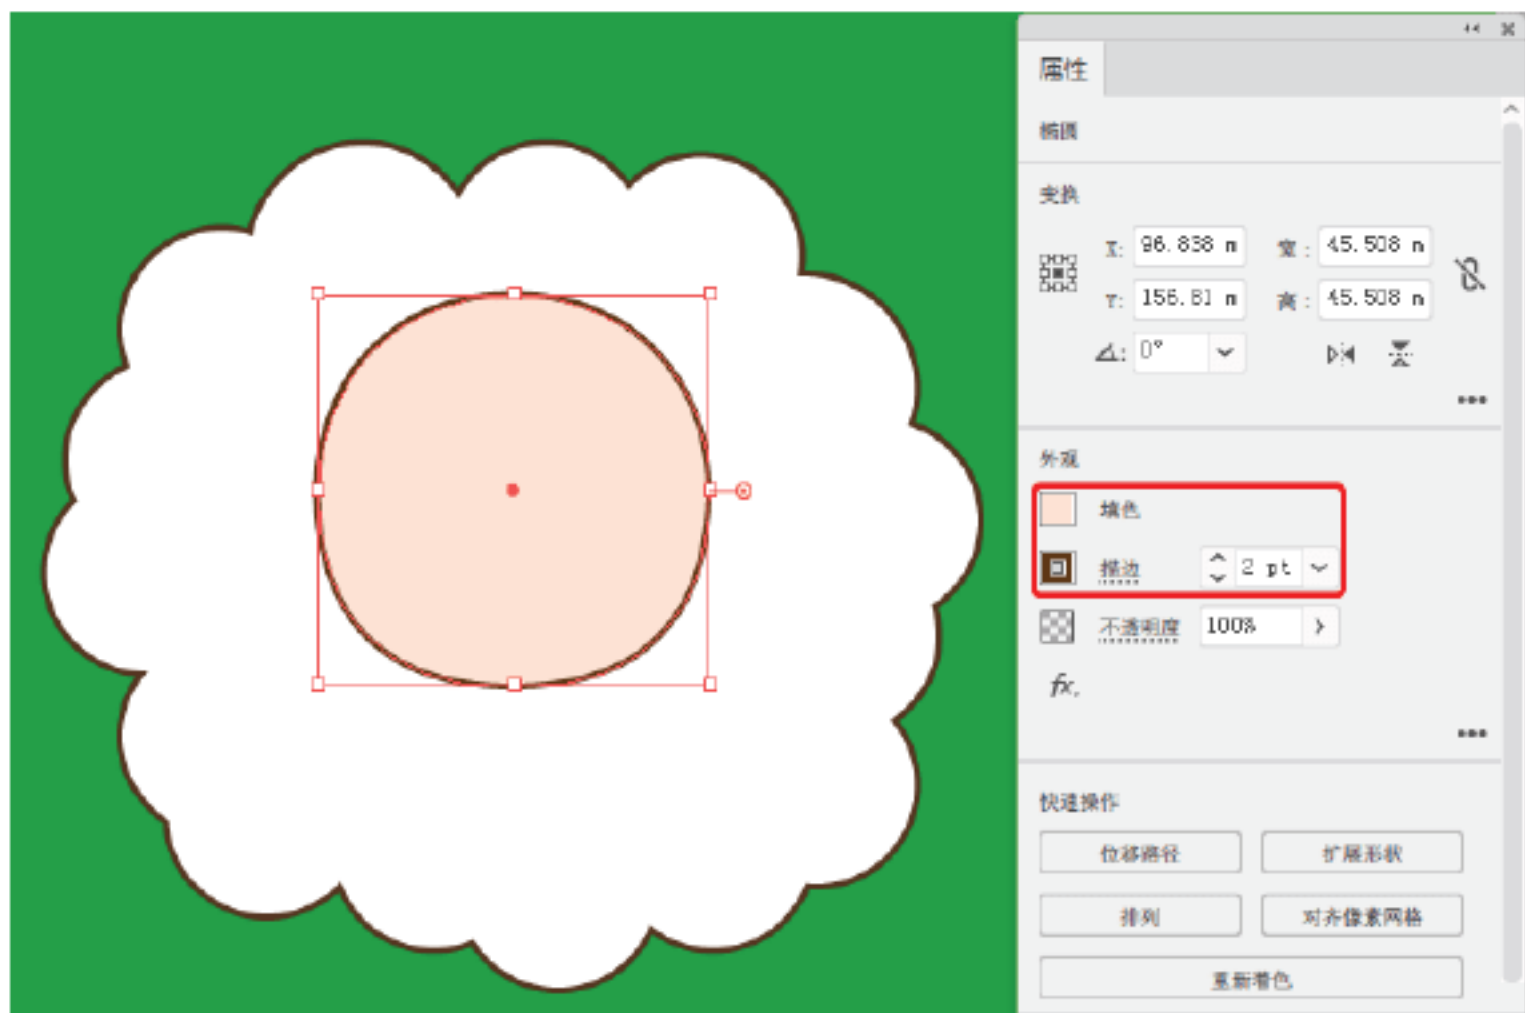 属性
椭圆
变换
X: 96.838 m 宽: 45.508 m
Y: 156.81 m 高: 45.508 m
0°
外观
填色
描边 2 pt
不透明度 100%
fx.
快速操作
位移路径 扩展形状
排列 对齐像素网格
重新着色